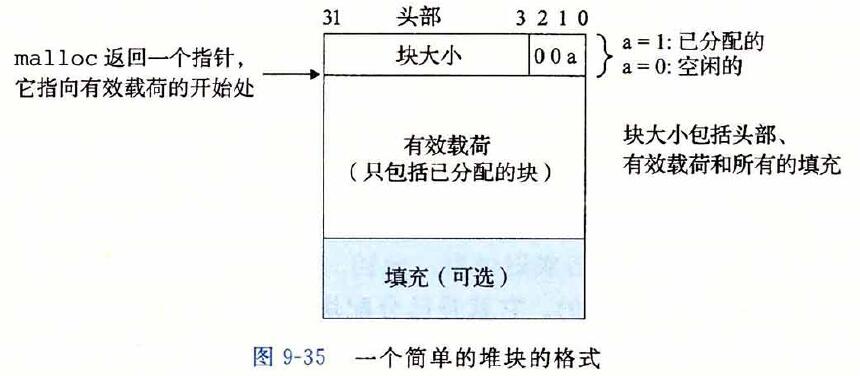 31 头部 3 2 1 0
malloc 返回一个指针，
它指向有效载荷的开始处
块大小 0 0 a
a = 1: 已分配的
a = 0: 空闲的
有效载荷
（只包括已分配的块）
块大小包括头部、
有效载荷和所有的填充
填充（可选）
图 9-35 一个简单的堆块的格式